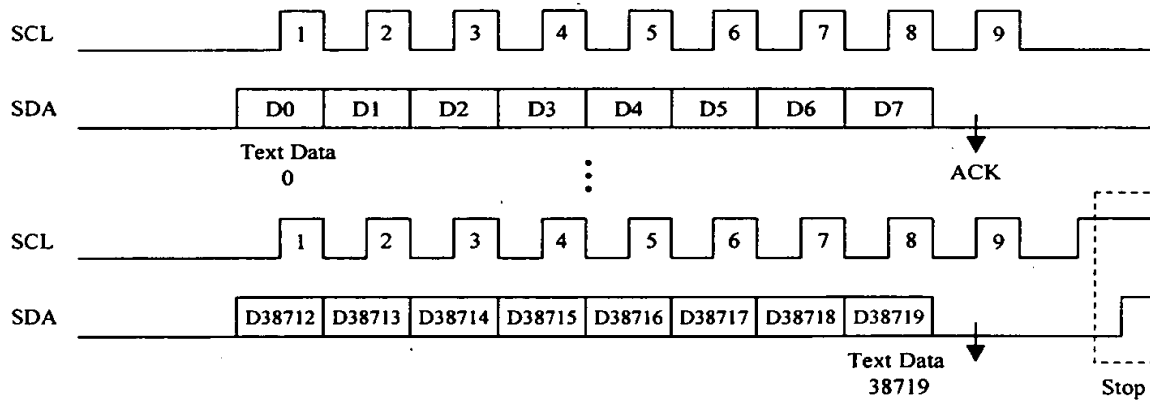 SCL 1 2 3 4 5 6 7 8 9
SDA D0 D1 D2 D3 D4 D5 D6 D7
Text Data
0
ACK
SCL 1 2 3 4 5 6 7 8 9
SDA D38712 D38713 D38714 D38715 D38716 D38717 D38718 D38719
Text Data
38719
Stop